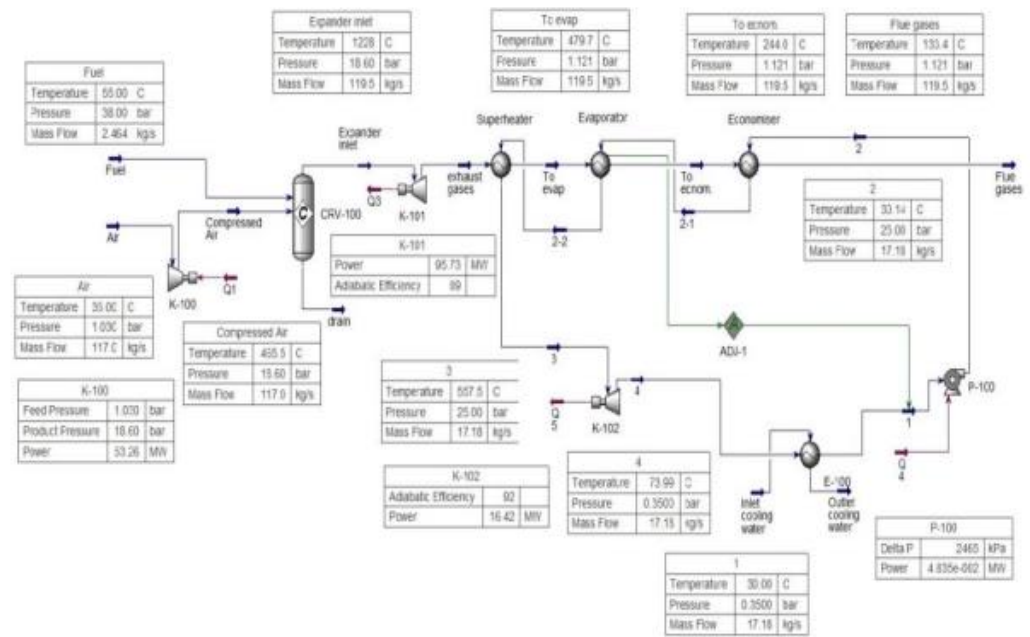 Expander inlet
Temperature 1228 C
Pressure 18.60 bar
Mass Flow 119.5 kg/s
To evap
Temperature 479.7 C
Pressure 1.121 bar
Mass Flow 119.5 kg/s
To ecnom
Temperature 244.0 C
Pressure 1.121 bar
Mass Flow 119.5 kg/s
Flue gases
Temperature 133.4 C
Pressure 1.121 bar
Mass Flow 119.5 kg/s
Fuel
Temperature 55.00 C
Pressure 38.00 bar
Mass Flow 2.464 kg/s
Superheater
Evaporator
Economiser
Expander
inlet
2
Fuel
Q3
K-101
exhaust
gases
To
evap
To
ecnom.
Flue
gases
Compressed
Air
CRV-100
Air
2-2
2-1
2
Temperature C
Pressure 25.00 bar
Mass Flow 17.18 kg/s
K-101
Power 95.73 MW
Adiabatic Efficiency 89
K-100
Q1
drain
Air
Temperature C
Pressure 1.030 bar
Mass Flow 117.0 kg/s
Compressed Air
Temperature C
Pressure bar
Mass Flow 117.0 kg/s
ADJ-1
P-100
3
4
1
K-100
Feed Pressure 1.030 bar
Product Pressure 18.60 bar
Power 53.26 MW
3
Temperature 557.5 C
Pressure 25.00 bar
Mass Flow 17.18 kg/s
Q
5
K-102
Q
4
K-102
Adiabatic Efficiency 92
Power 16.42 MW
4
Temperature 73.99 C
Pressure 0.3500 bar
Mass Flow 17.18 kg/s
E-100
Inlet
cooling
water
Outlet
cooling
water
P-100
Delta P 2465 kPa
Power 4.835e-002 MW
1
Temperature 30.00 C
Pressure 0.3500 bar
Mass Flow 17.18 kg/s